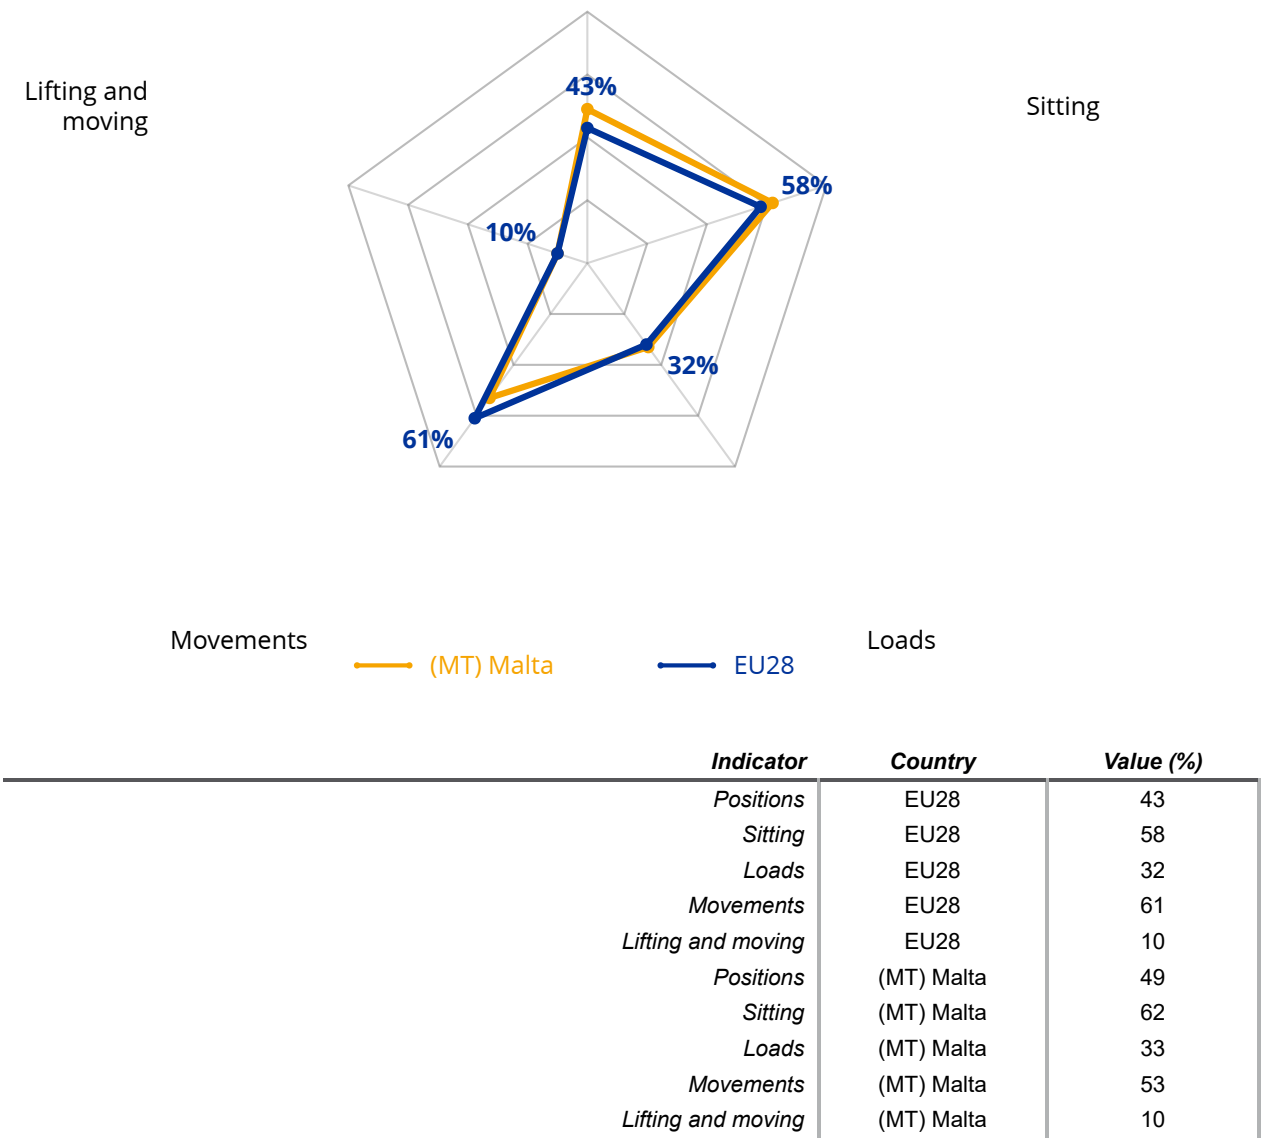 43%
Lifting and
moving
Sitting
58%
10%
32%
61%
Movements
Loads
(MT) Malta
EU28
Indicator Country Value (%)
Positions EU28 43
Sitting EU28 58
Loads EU28 32
Movements EU28 61
Lifting and moving EU28 10
Positions (MT) Malta 49
Sitting (MT) Malta 62
Loads (MT) Malta 33
Movements (MT) Malta 53
Lifting and moving (MT) Malta 10